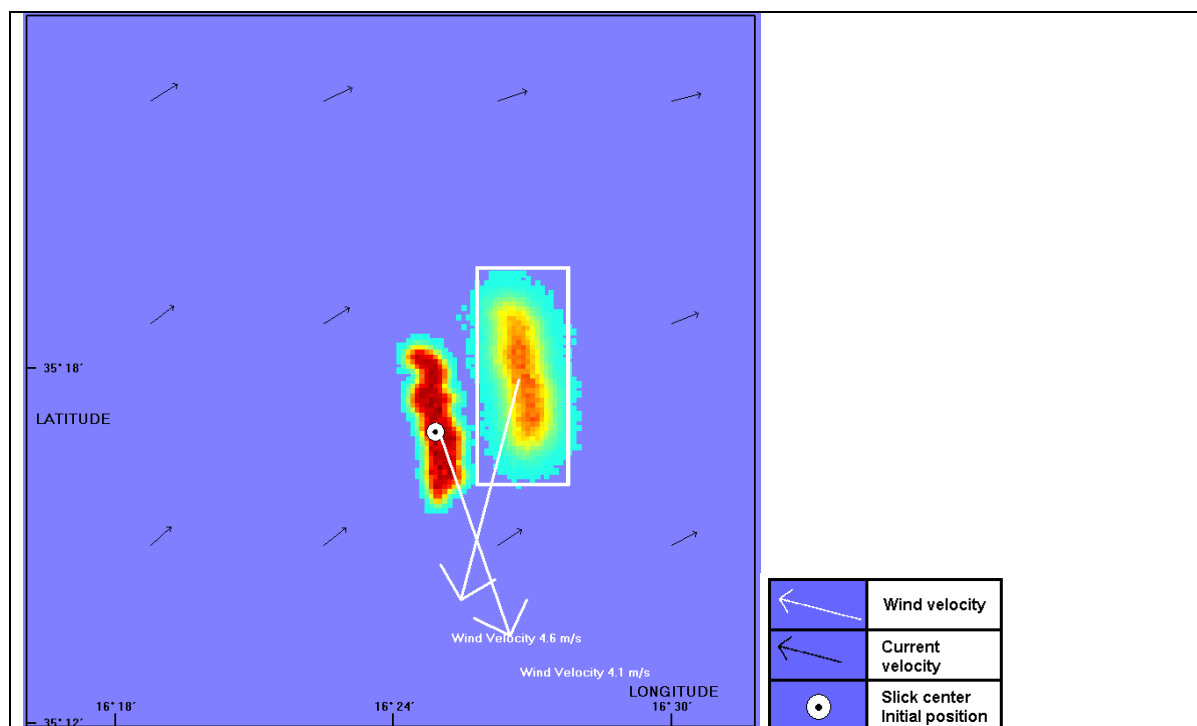 35° 18'
LATITUDE
Wind Velocity 4.6 m/s
Wind Velocity 4.1 m/s
LONGITUDE
16° 18'
16° 24'
16° 30'
35° 12'
Wind velocity
Current
velocity
Slick center
Initial position